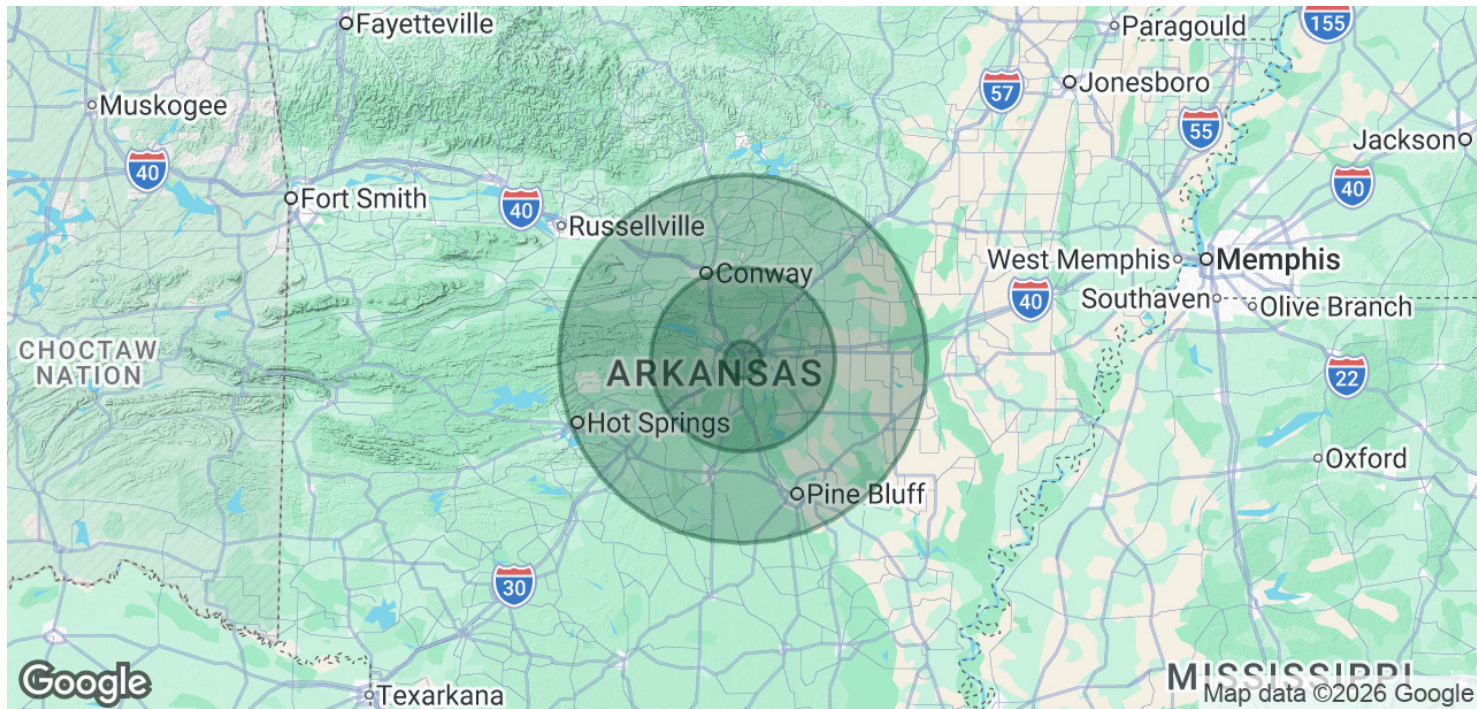 Fayetteville
Paragould
155
Muskogee
57
Jonesboro
55
Jackson
40
Fort Smith
40
40
Russellville
West Memphis
Memphis
Conway
40
Southaven
Olive Branch
CHOCTAW
NATION
ARKANSAS
22
Hot Springs
Oxford
Pine Bluff
30
MISSISSIPPI
Google
Texarkana
Map data ©2026 Google